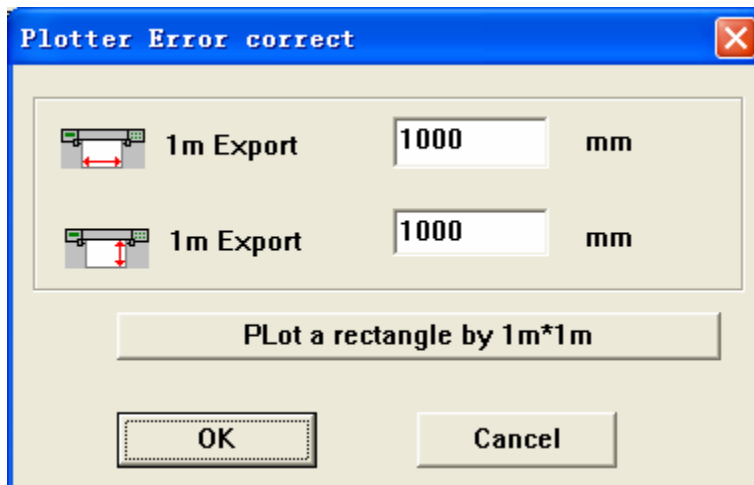 Plotter Error correct
1m Export 1000 mm
1m Export 1000 mm
PLot a rectangle by 1m*1m
OK Cancel